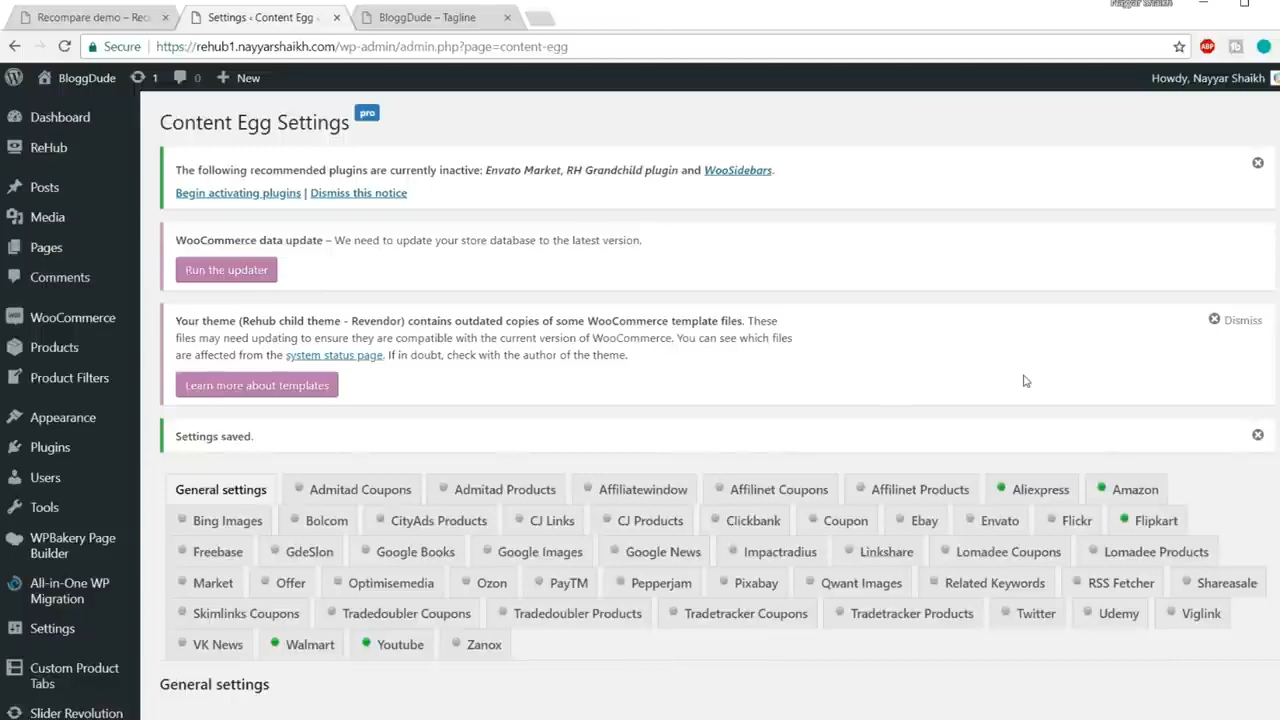 Nayyar Shaikh
Recompare demo – Rec
Settings ‹ Content Egg
BloggDude – Tagline
Secure https://rehub1.nayyarshaikh.com/wp-admin/admin.php?page=content-egg
ABP
BloggDude 1 0 New Howdy, Nayyar Shaikh
Dashboard
ReHub
Posts
Media
Pages
Comments
WooCommerce
Products
Product Filters
Appearance
Plugins
Users
Tools
WPBakery Page
Builder
All-in-One WP
Migration
Settings
Custom Product
Tabs
Slider Revolution
Content Egg Settings pro
The following recommended plugins are currently inactive: Envato Market, RH Grandchild plugin and WooSidebars.
Begin activating plugins | Dismiss this notice
WooCommerce data update – We need to update your store database to the latest version.
Run the updater
Your theme (Rehub child theme - Revendor) contains outdated copies of some WooCommerce template files. These
files may need updating to ensure they are compatible with the current version of WooCommerce. You can see which files
are affected from the system status page. If in doubt, check with the author of the theme.
Dismiss
Learn more about templates
Settings saved.
General settings Admitad Coupons Admitad Products Affiliatewindow Affilinet Coupons Affilinet Products Aliexpress Amazon
Bing Images Bolcom CityAds Products CJ Links CJ Products Clickbank Coupon Ebay Envato Flickr Flipkart
Freebase GdeSlon Google Books Google Images Google News Impactradius Linkshare Lomadee Coupons Lomadee Products
Market Offer Optimisemedia Ozon PayTM Pepperjam Pixabay Qwant Images Related Keywords RSS Fetcher Shareasale
Skimlinks Coupons Tradedoubler Coupons Tradedoubler Products Tradetracker Coupons Tradetracker Products Twitter Udemy Viglink
VK News Walmart Youtube Zanox
General settings